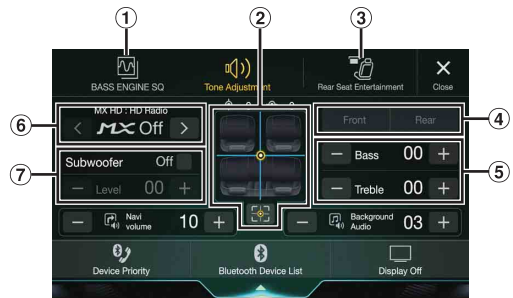 ① ② ③
BASS ENGINE SQ
Tone Adjustment
Rear Seat Entertainment
Close
⑥
MX HD : HD Radio
< MX Off >
Front Rear
④
⑦
Subwoofer Off
− Level 00 +
− Bass 00 +
− Treble 00 +
⑤
− Navi volume 10 +
− Background Audio 03 +
Device Priority
Bluetooth Device List
Display Off